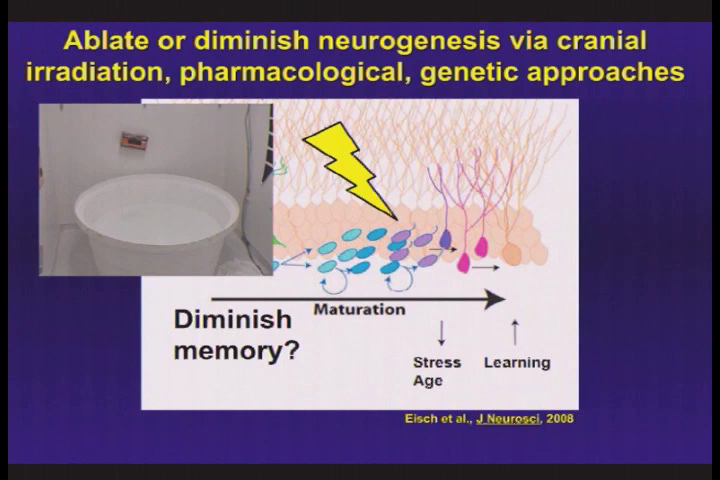 Ablate or diminish neurogenesis via cranial
irradiation, pharmacological, genetic approaches
Maturation
Diminish
memory?
Stress
Age
Learning
Eisch et al., J Neurosci, 2008